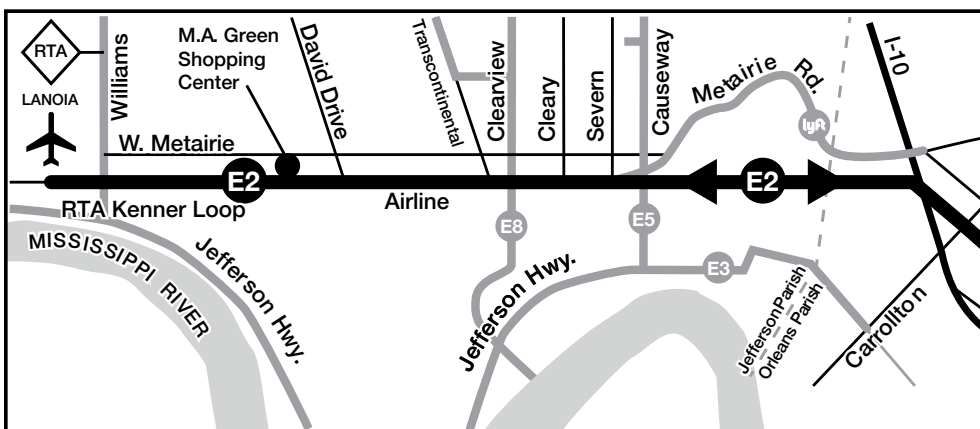 RTA
LANOIA
Williams
M.A. Green
Shopping
Center
David Drive
Transcontinental
Clearview
Cleary
Severn
Causeway
Metairie Rd.
I-10
lyft
W. Metairie
E2
E2
Airline
RTA Kenner Loop
MISSISSIPPI RIVER
Jefferson Hwy.
E8
E5
E3
Jefferson Hwy.
Jefferson Parish
Orleans Parish
Carrollton